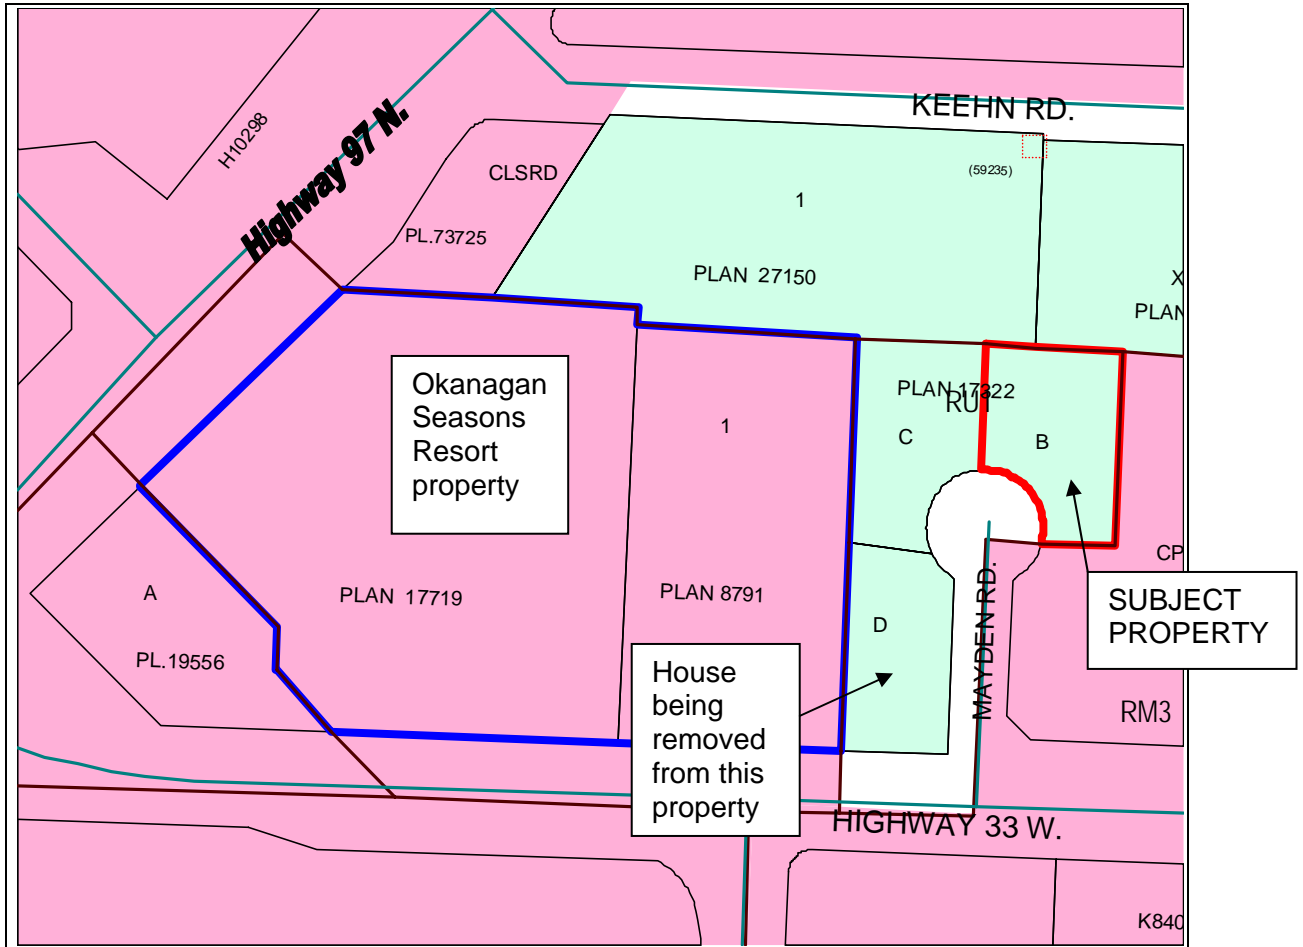 KEEHN RD.
H10298
Highway 97 N.
CLSRD
(59235)
1
PL.73725
PLAN 27150
X
PLAN
Okanagan
Seasons
Resort
property
PLAN 17322
RU1
1
C
B
CP
A
PLAN 17719
PLAN 8791
MAYDEN RD.
SUBJECT
PROPERTY
D
PL.19556
House
being
removed
from this
property
RM3
HIGHWAY 33 W.
K840